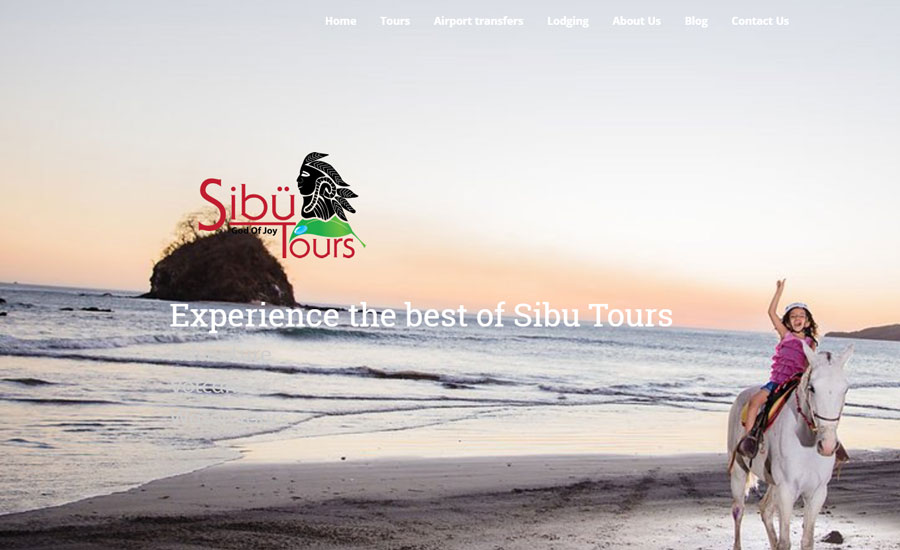 Home Tours Airport transfers Lodging About Us Blog Contact Us
Sibü
God Of Joy
Tours
Experience the best of Sibu Tours